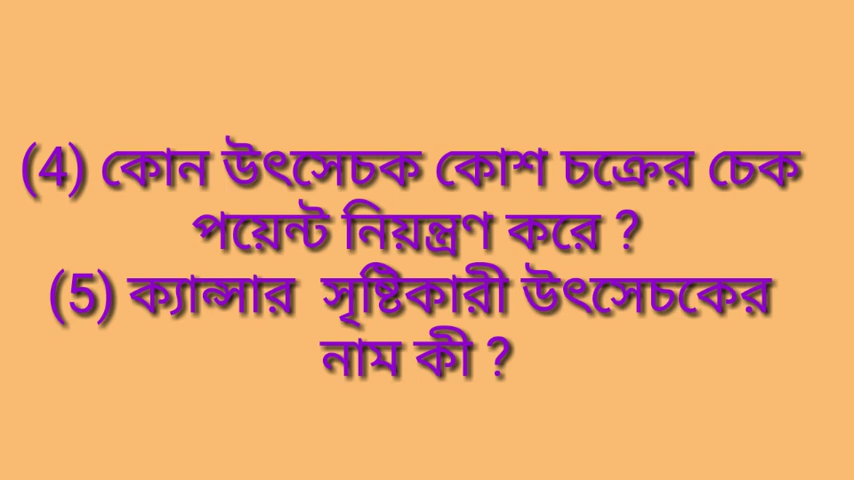 (4) কোন উৎসেচক কোশ চক্রের চেক
পয়েন্ট নিয়ন্ত্রণ করে ?
(5) ক্যান্সার সৃষ্টিকারী উৎসেচকের
নাম কী ?